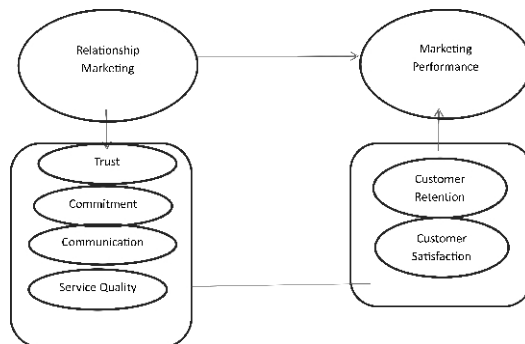 Relationship
Marketing
Marketing
Performance
Trust
Commitment
Communication
Service Quality
Customer
Retention
Customer
Satisfaction